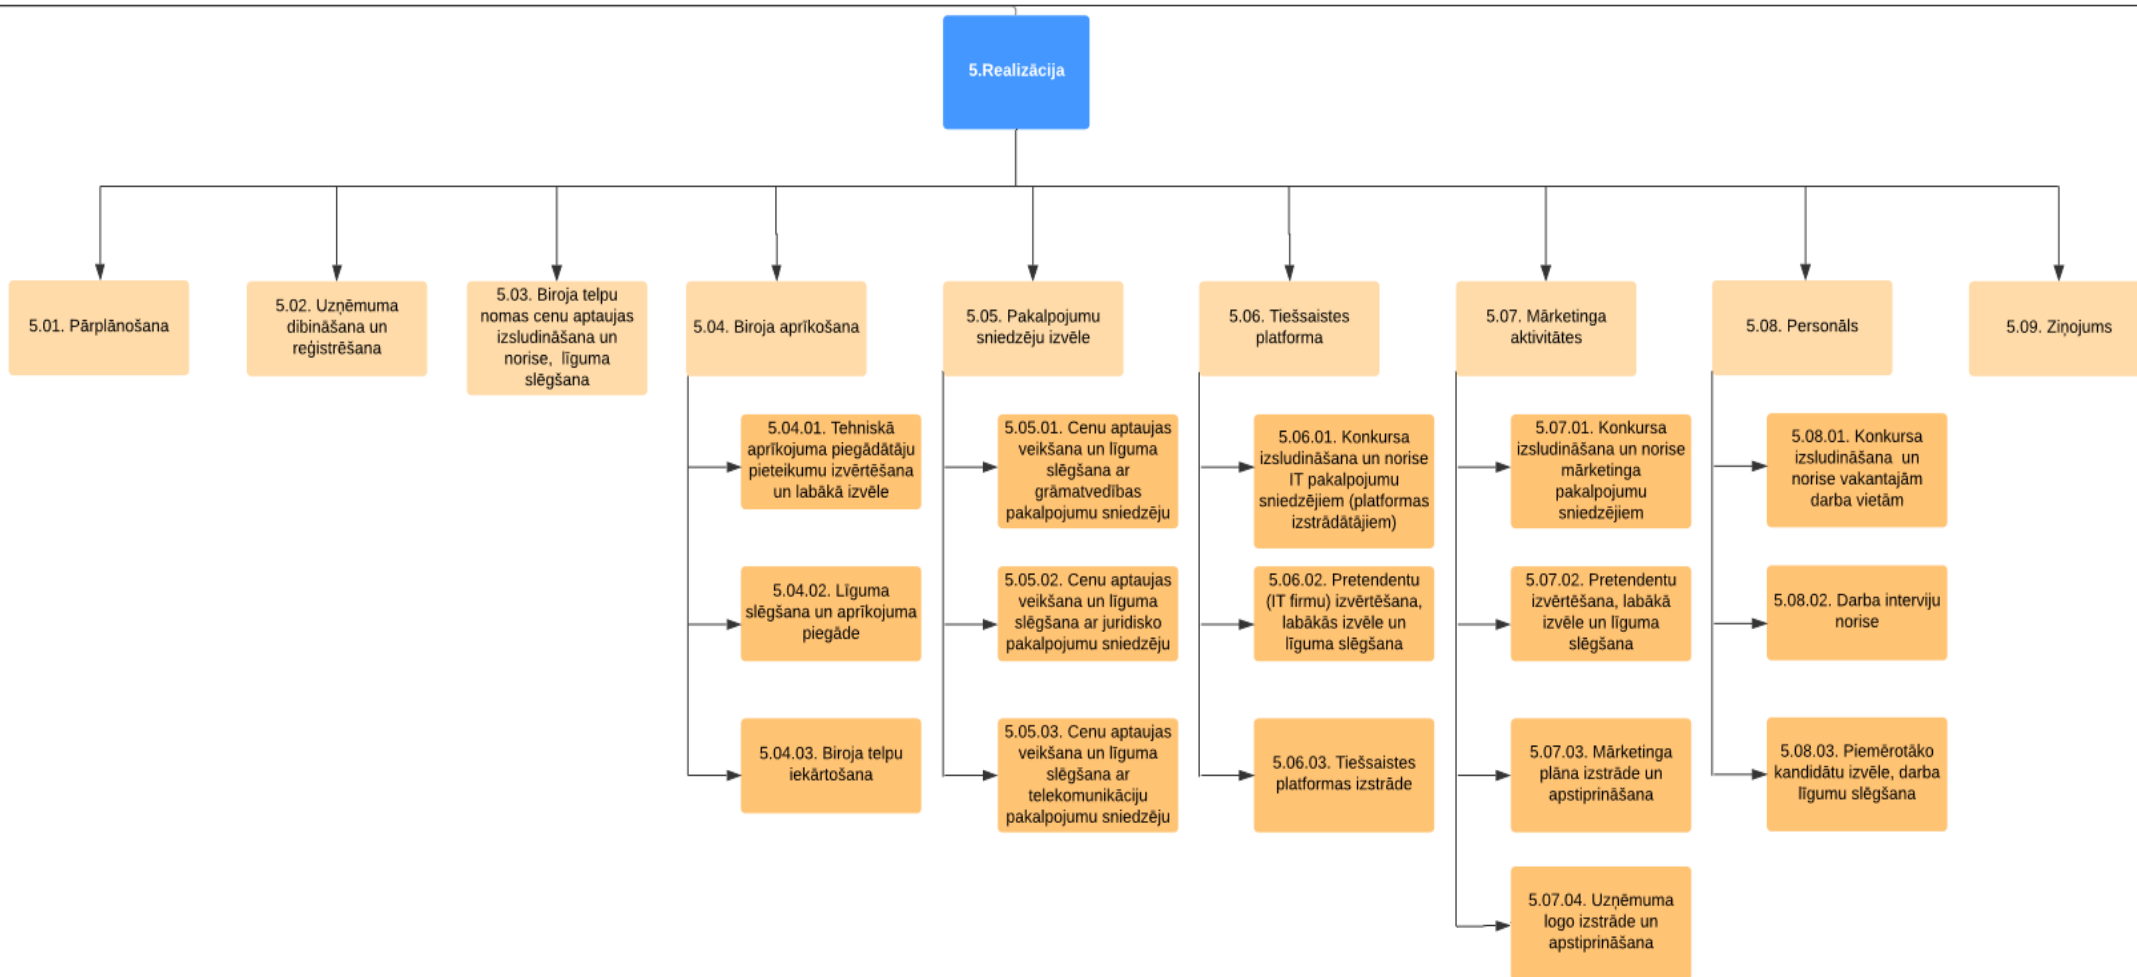 5.Realizācija
5.01. Pārplānošana
5.02. Uzņēmuma
dibināšana un
reģistrēšana
5.03. Biroja telpu
nomas cenu aptaujas
izsludināšana un
norise, līguma
slēgšana
5.04. Biroja aprīkošana
5.05. Pakalpojumu
sniedzēju izvēle
5.06. Tiešsaistes
platforma
5.07. Mārketinga
aktivitātes
5.08. Personāls
5.09. Ziņojums
5.04.01. Tehniskā
aprīkojuma piegādātāju
pieteikumu izvērtēšana
un labākā izvēle
5.04.02. Līguma
slēgšana un aprīkojuma
piegāde
5.04.03. Biroja telpu
iekārtošana
5.05.01. Cenu aptaujas
veikšana un līguma
slēgšana ar
grāmatvedības
pakalpojumu sniedzēju
5.05.02. Cenu aptaujas
veikšana un līguma
slēgšana ar juridisko
pakalpojumu sniedzēju
5.05.03. Cenu aptaujas
veikšana un līguma
slēgšana ar
telekomunikāciju
pakalpojumu sniedzēju
5.06.01. Konkursa
izsludināšana un norise
IT pakalpojumu
sniedzējiem (platformas
izstrādātājiem)
5.06.02. Pretendentu
(IT firmu) izvērtēšana,
labākās izvēle un
līguma slēgšana
5.06.03. Tiešsaistes
platformas izstrāde
5.07.01. Konkursa
izsludināšana un norise
mārketinga
pakalpojumu
sniedzējiem
5.07.02. Pretendentu
izvērtēšana, labākā
izvēle un līguma
slēgšana
5.07.03. Mārketinga
plāna izstrāde un
apstiprināšana
5.07.04. Uzņēmuma
logo izstrāde un
apstiprināšana
5.08.01. Konkursa
izsludināšana un
norise vakantajām
darba vietām
5.08.02. Darba interviju
norise
5.08.03. Piemērotāko
kandidātu izvēle, darba
līgumu slēgšana